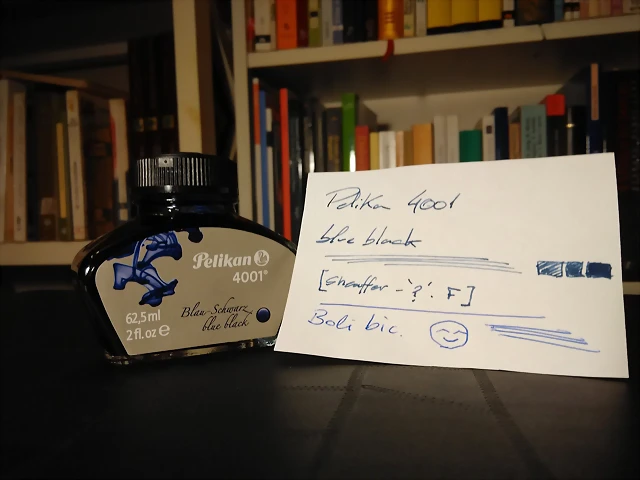 Pelikan
4001®
62,5 ml
2 fl. oz e
Blau-Schwarz
blue black
Pelikan 4001
blue black
[Sheaffer - '?'. F]
Boli bic.